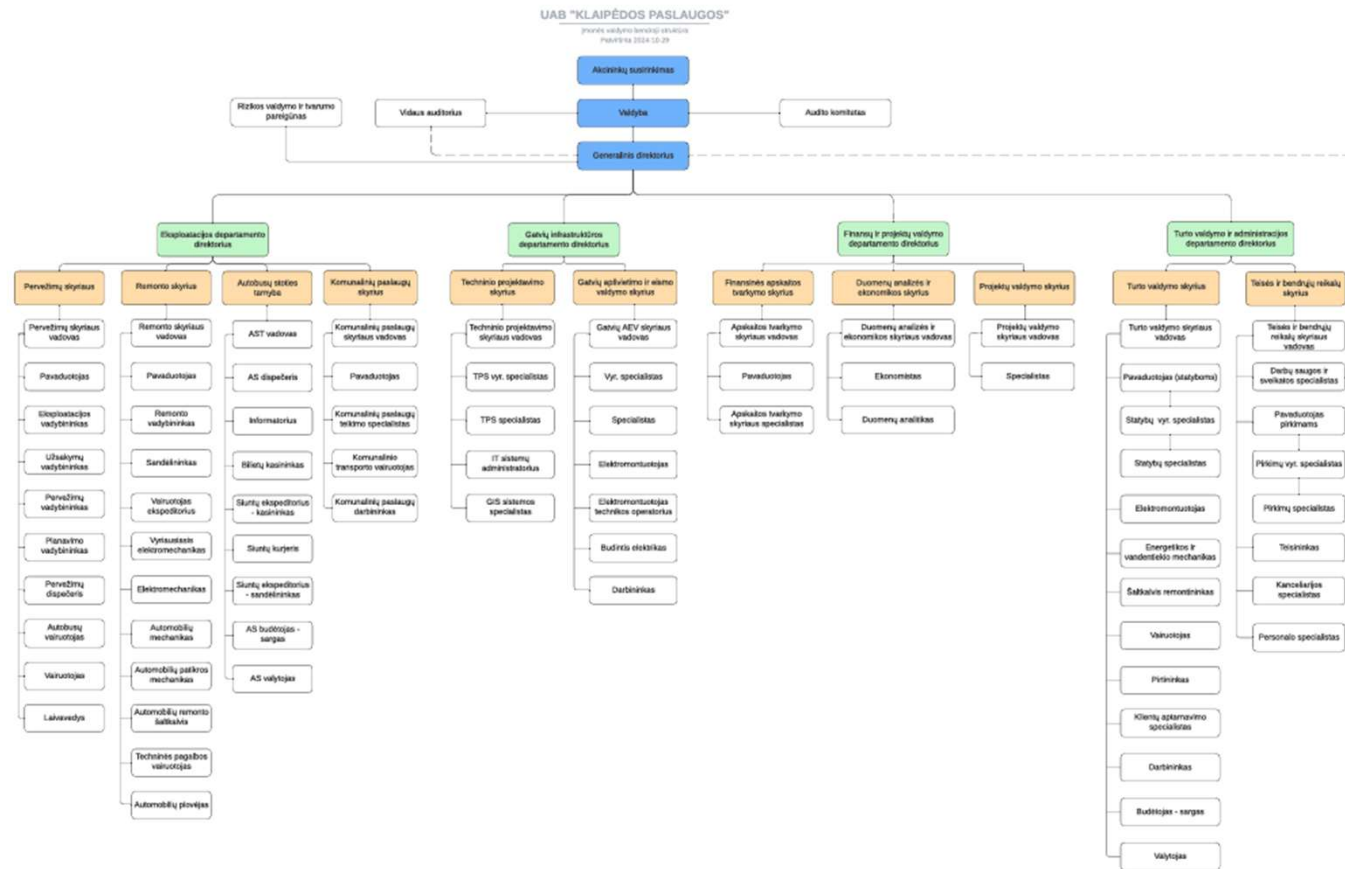 UAB "KLAIPĖDOS PASLAUGOS"
Įmonės valdymo bendroji struktūra
Patvirtinta 2024-10-29
Akcininkų susirinkimas
Rizikos valdymo ir tvarumo
pareigūnas
Vidaus auditorius
Valdyba
Audito komitetas
Generalinis direktorius
Eksploatacijos departamento
direktorius
Gatvių infrastruktūros
departamento direktorius
Finansų ir projektų valdymo
departamento direktorius
Turto valdymo ir administracijos
departamento direktorius
Pervežimų skyriaus
Remonto skyrius
Autobusų stoties
tarnyba
Komunalinių paslaugų
skyrius
Techninio projektavimo
skyrius
Gatvių apšvietimo ir eismo
valdymo skyrius
Finansinės apskaitos
tvarkymo skyrius
Duomenų analizės ir
ekonomikos skyrius
Projektų valdymo skyrius
Turto valdymo skyrius
Teisės ir bendrųjų reikalų
skyrius
Pervežimų skyriaus
vadovas
Pavaduotojas
Eksploatacijos
vadybininkas
Užsakymų
vadybininkas
Pervežimų
vadybininkas
Planavimo
vadybininkas
Pervežimų
dispečeris
Autobusų
vairuotojas
Vairuotojas
Laivavedys
Remonto skyriaus
vadovas
Pavaduotojas
Remonto
vadybininkas
Sandėlininkas
Vairuotojas
ekspeditorius
Vyriausiasis
elektromechanikas
Elektromechanikas
Automobilių
mechanikas
Automobilių patikros
mechanikas
Automobilių remonto
šaltkalvis
Techninės pagalbos
vairuotojas
Automobilių plovėjas
AST vadovas
AS dispečeris
Informatorius
Bilietų kasininkas
Siuntų ekspeditorius
- kasininkas
Siuntų kurjeris
Siuntų ekspeditorius
- sandėlininkas
AS budėtojas -
sargas
AS valytojas
Komunalinių paslaugų
skyriaus vadovas
Pavaduotojas
Komunalinių paslaugų
teikimo specialistas
Komunalinio
transporto vairuotojas
Komunalinių paslaugų
darbininkas
Techninio projektavimo
skyriaus vadovas
TPS vyr. specialistas
TPS specialistas
IT sistemų
administratorius
GIS sistemos
specialistas
Gatvių AEV skyriaus
vadovas
Vyr. specialistas
Specialistas
Elektromontuotojas
Elektromontuotojas
technikos operatorius
Budintis elektrikas
Darbininkas
Apskaitos tvarkymo
skyriaus vadovas
Pavaduotojas
Apskaitos tvarkymo
skyriaus specialistas
Duomenų analizės ir
ekonomikos skyriaus vadovas
Ekonomistas
Duomenų analitikas
Projektų valdymo
skyriaus vadovas
Specialistas
Turto valdymo skyriaus
vadovas
Pavaduotojas (statyboms)
Statybų vyr. specialistas
Statybų specialistas
Elektromontuotojas
Energetikos ir
vandentiekio mechanikas
Šaltkalvis remontininkas
Vairuotojas
Pirtininkas
Klientų aptarnavimo
specialistas
Darbininkas
Budėtojas - sargas
Valytojas
Teisės ir bendrųjų
reikalų skyriaus
vadovas
Darbų saugos ir
sveikatos specialistas
Pavaduotojas
pirkimams
Pirkimų vyr. specialistas
Pirkimų specialistas
Teisininkas
Kanceliarijos
specialistas
Personalo specialistas